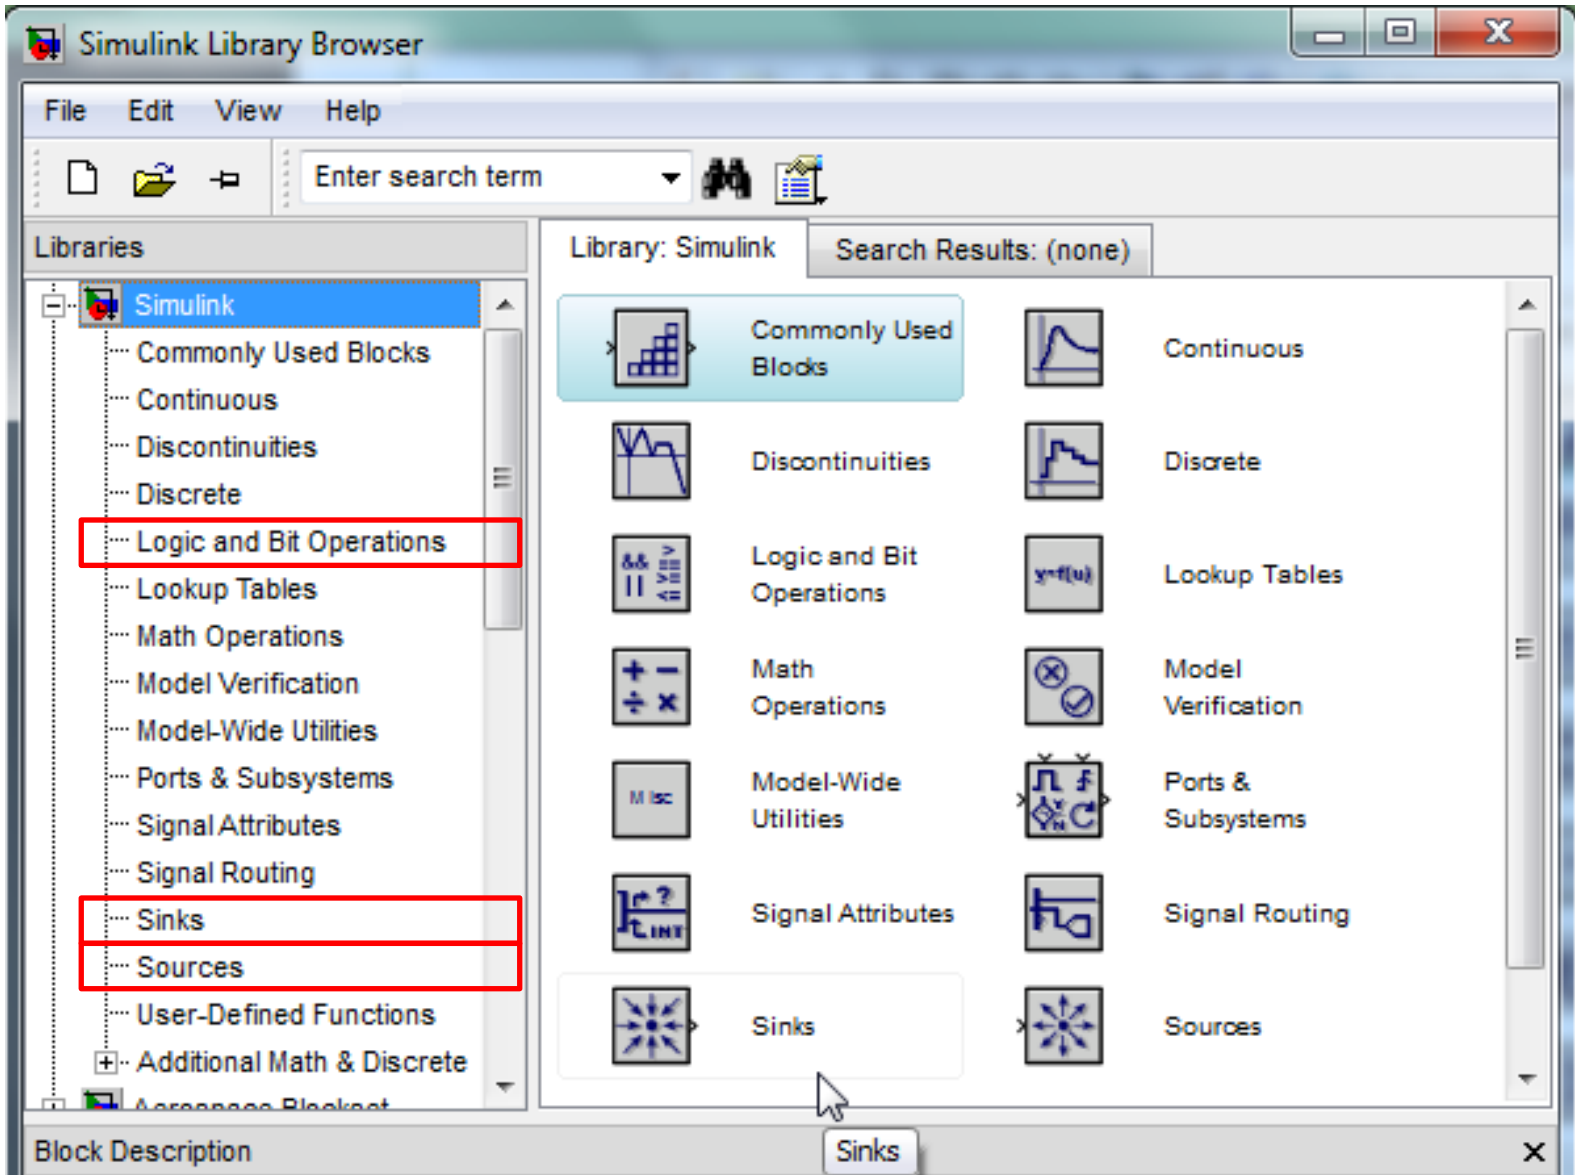 Simulink Library Browser
File Edit View Help
Enter search term
Libraries
Library: Simulink
Search Results: (none)
Simulink
Commonly Used Blocks
Continuous
Discontinuities
Discrete
Logic and Bit Operations
Lookup Tables
Math Operations
Model Verification
Model-Wide Utilities
Ports & Subsystems
Signal Attributes
Signal Routing
Sinks
Sources
User-Defined Functions
Additional Math & Discrete
Aerospace Blockset
Commonly Used
Blocks
Continuous
Discontinuities
Discrete
&& > == >= <=
||
Logic and Bit
Operations
y=f(u)
Lookup Tables
+ −
÷ ×
Math
Operations
Model
Verification
Misc
Model-Wide
Utilities
Y
N
C
Ports &
Subsystems
?
INT
Signal Attributes
Signal Routing
Sinks
Sources
Block Description
Sinks